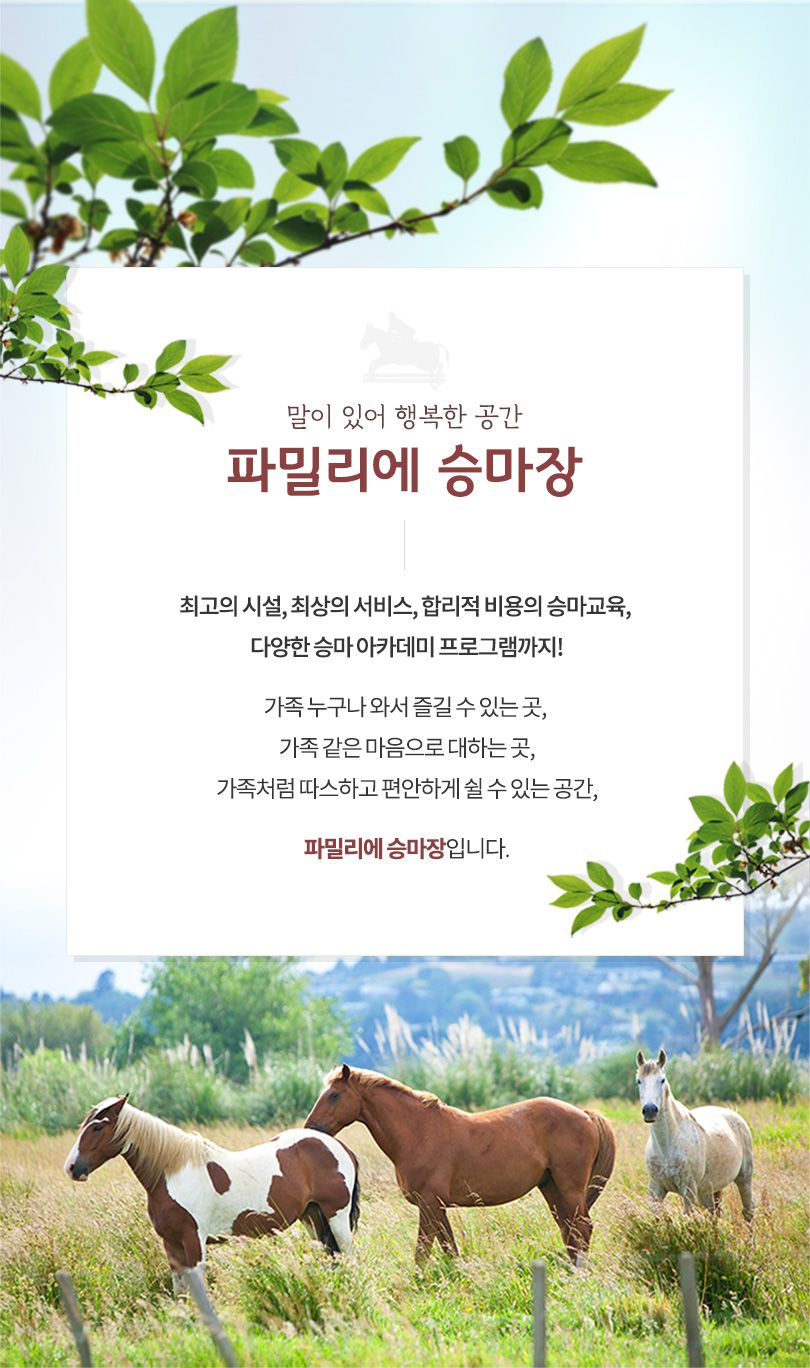 말이 있어 행복한 공간
파밀리에 승마장
최고의 시설, 최상의 서비스, 합리적 비용의 승마교육,
다양한 승마 아카데미 프로그램까지!
가족 누구나 와서 즐길 수 있는 곳,
가족 같은 마음으로 대하는 곳,
가족처럼 따스하고 편안하게 쉴 수 있는 공간,
파밀리에 승마장입니다.